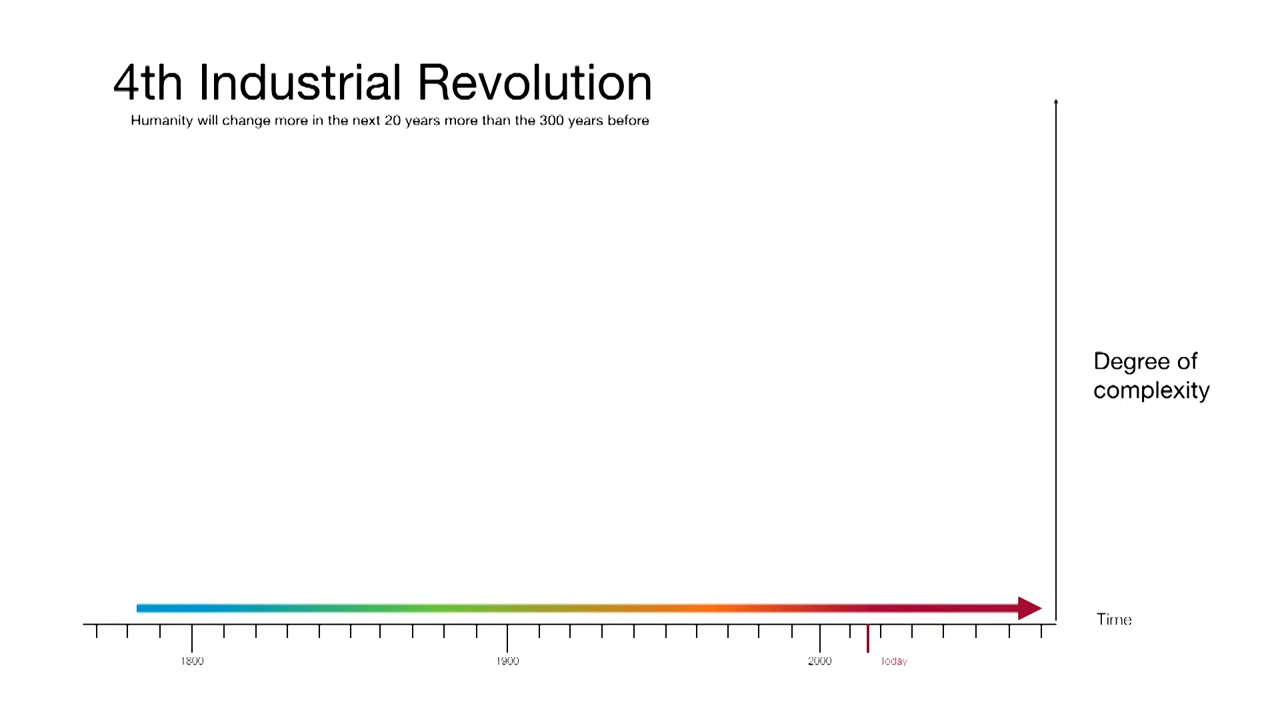 4th Industrial Revolution
Humanity will change more in the next 20 years more than the 300 years before
Degree of
complexity
Time
1800
1900
2000
Today